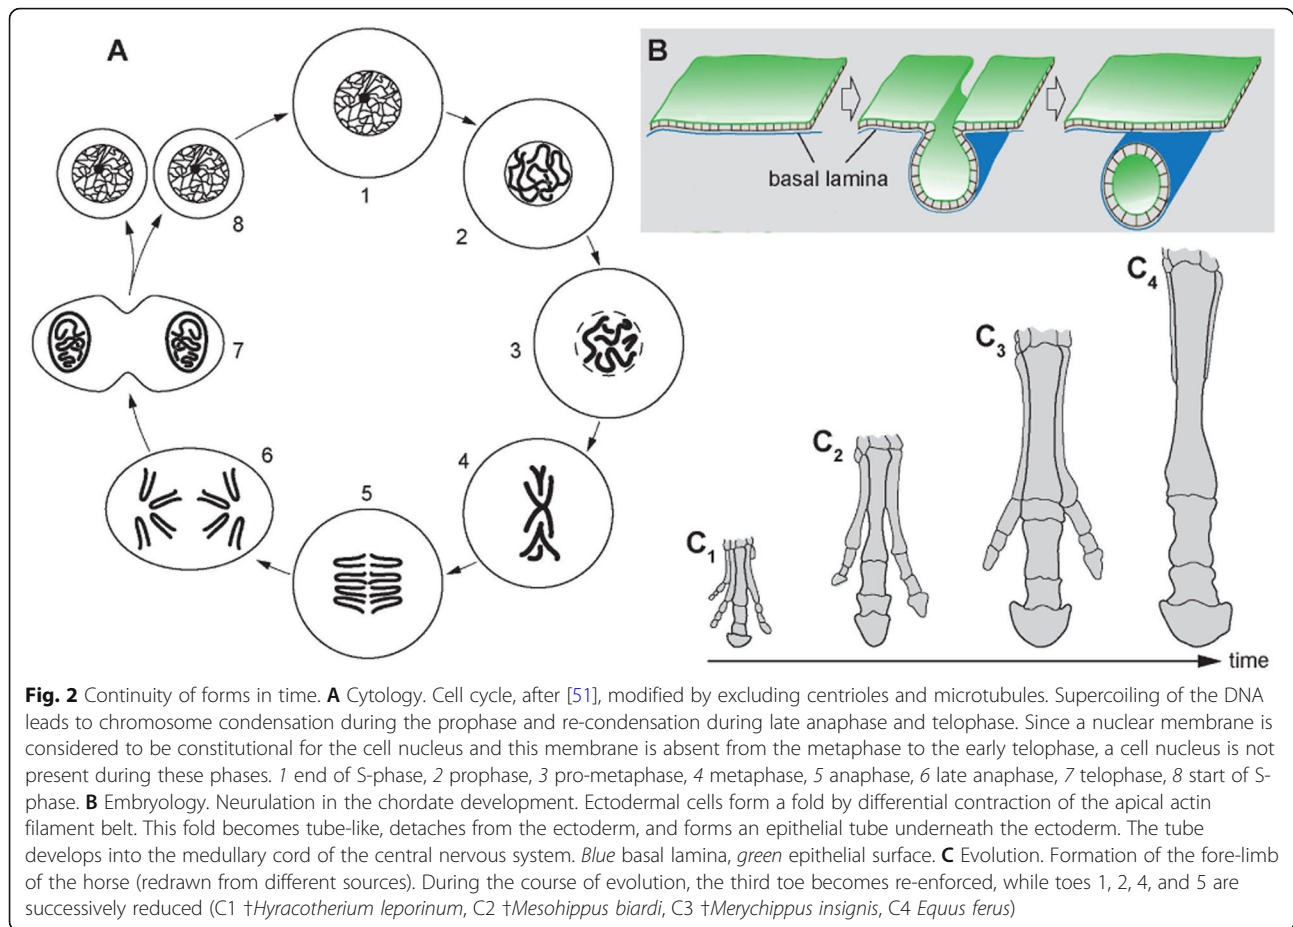 A
1
2
3
4
5
6
7
8
B
basal lamina
C1
C2
C3
C4
time
Fig. 2 Continuity of forms in time. A Cytology. Cell cycle, after [51], modified by excluding centrioles and microtubules. Supercoiling of the DNA
leads to chromosome condensation during the prophase and re-condensation during late anaphase and telophase. Since a nuclear membrane is
considered to be constitutional for the cell nucleus and this membrane is absent from the metaphase to the early telophase, a cell nucleus is not
present during these phases. 1 end of S-phase, 2 prophase, 3 pro-metaphase, 4 metaphase, 5 anaphase, 6 late anaphase, 7 telophase, 8 start of S-
phase. B Embryology. Neurulation in the chordate development. Ectodermal cells form a fold by differential contraction of the apical actin
filament belt. This fold becomes tube-like, detaches from the ectoderm, and forms an epithelial tube underneath the ectoderm. The tube
develops into the medullary cord of the central nervous system. Blue basal lamina, green epithelial surface. C Evolution. Formation of the fore-limb
of the horse (redrawn from different sources). During the course of evolution, the third toe becomes re-enforced, while toes 1, 2, 4, and 5 are
successively reduced (C1 †Hyracotherium leporinum, C2 †Mesohippus biardi, C3 †Merychippus insignis, C4 Equus ferus)